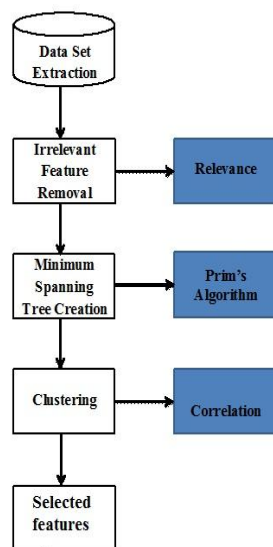 Data Set
Extraction
Irrelevant
Feature
Removal
Relevance
Minimum
Spanning
Tree Creation
Prim's
Algorithm
Clustering
Correlation
Selected
features